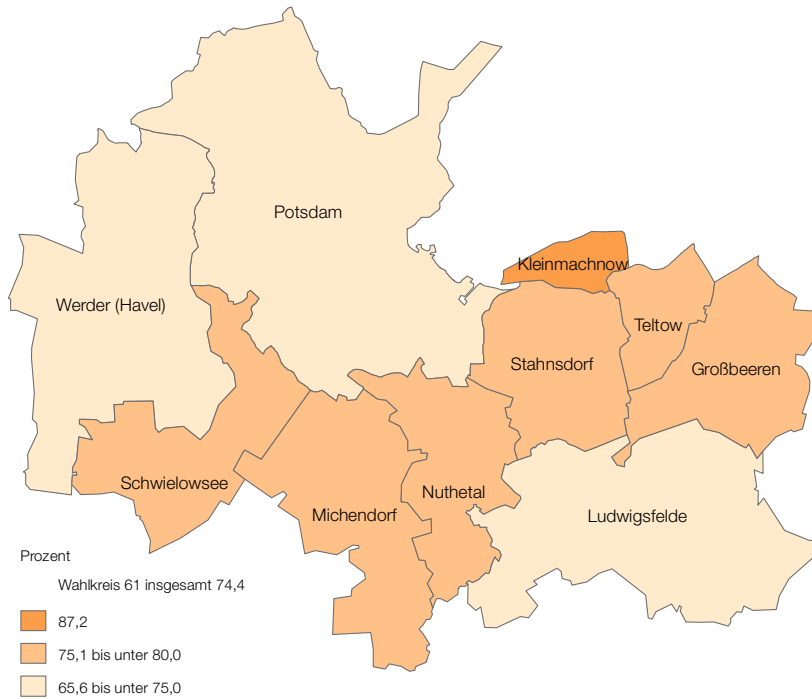 Potsdam
Kleinmachnow
Werder (Havel)
Teltow
Stahnsdorf
Großbeeren
Schwielowsee
Nuthetal
Michendorf
Ludwigsfelde
Prozent
Wahlkreis 61 insgesamt 74,4
87,2
75,1 bis unter 80,0
65,6 bis unter 75,0